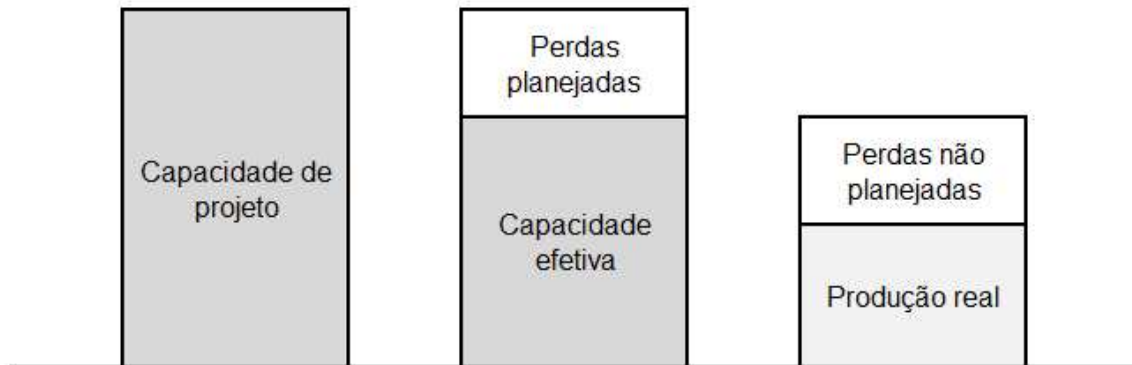 Capacidade de
projeto
Perdas
planejadas
Capacidade
efetiva
Perdas não
planejadas
Produção real